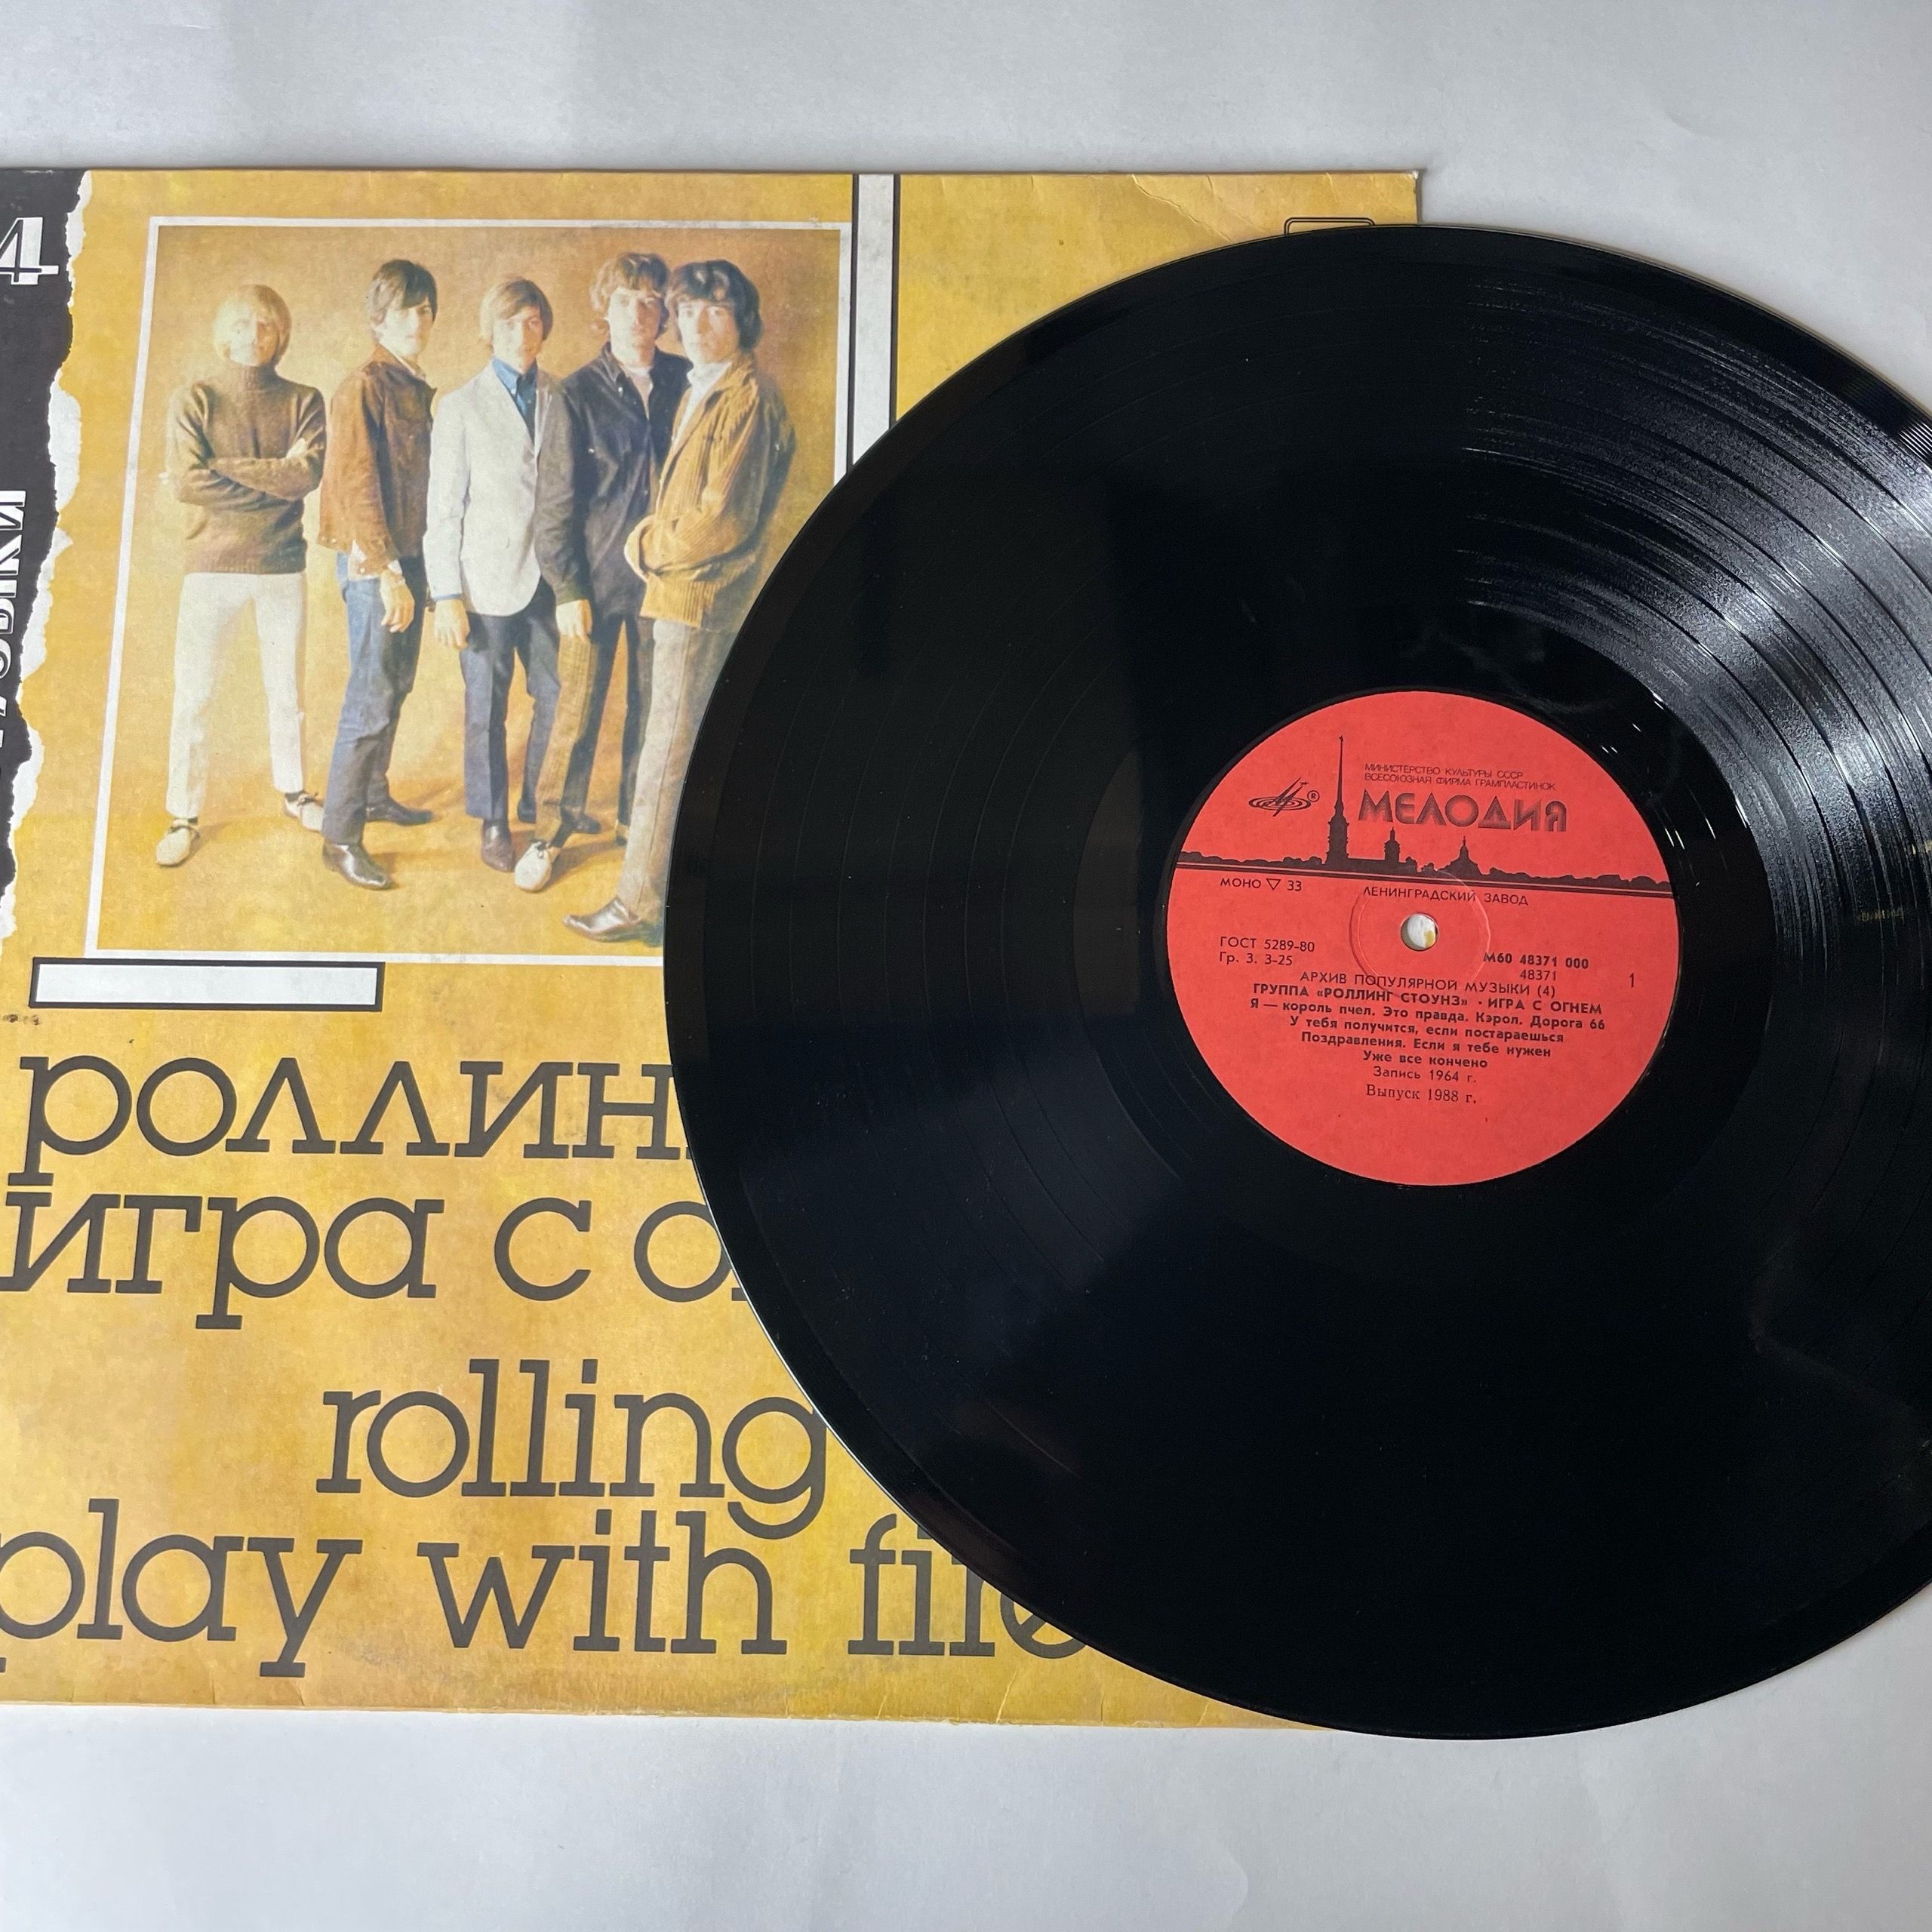 4
МУЗЫКИ
роллин
игра с о
rolling
play with fire
МИНИСТЕРСТВО КУЛЬТУРЫ СССР
ВСЕСОЮЗНАЯ ФИРМА ГРАМПЛАСТИНОК
®
МЕЛОДИЯ
МОНО ▽ 33
ЛЕНИНГРАДСКИЙ ЗАВОД
ГОСТ 5289-80
М60 48371 000
Гр. 3. 3-25
48371
1
АРХИВ ПОПУЛЯРНОЙ МУЗЫКИ (4)
ГРУППА «РОЛЛИНГ СТОУНЗ» · ИГРА С ОГНЕМ
Я — король пчел. Это правда. Кэрол. Дорога 66
У тебя получится, если постараешься
Поздравления. Если я тебе нужен
Уже все кончено
Запись 1964 г.
Выпуск 1988 г.